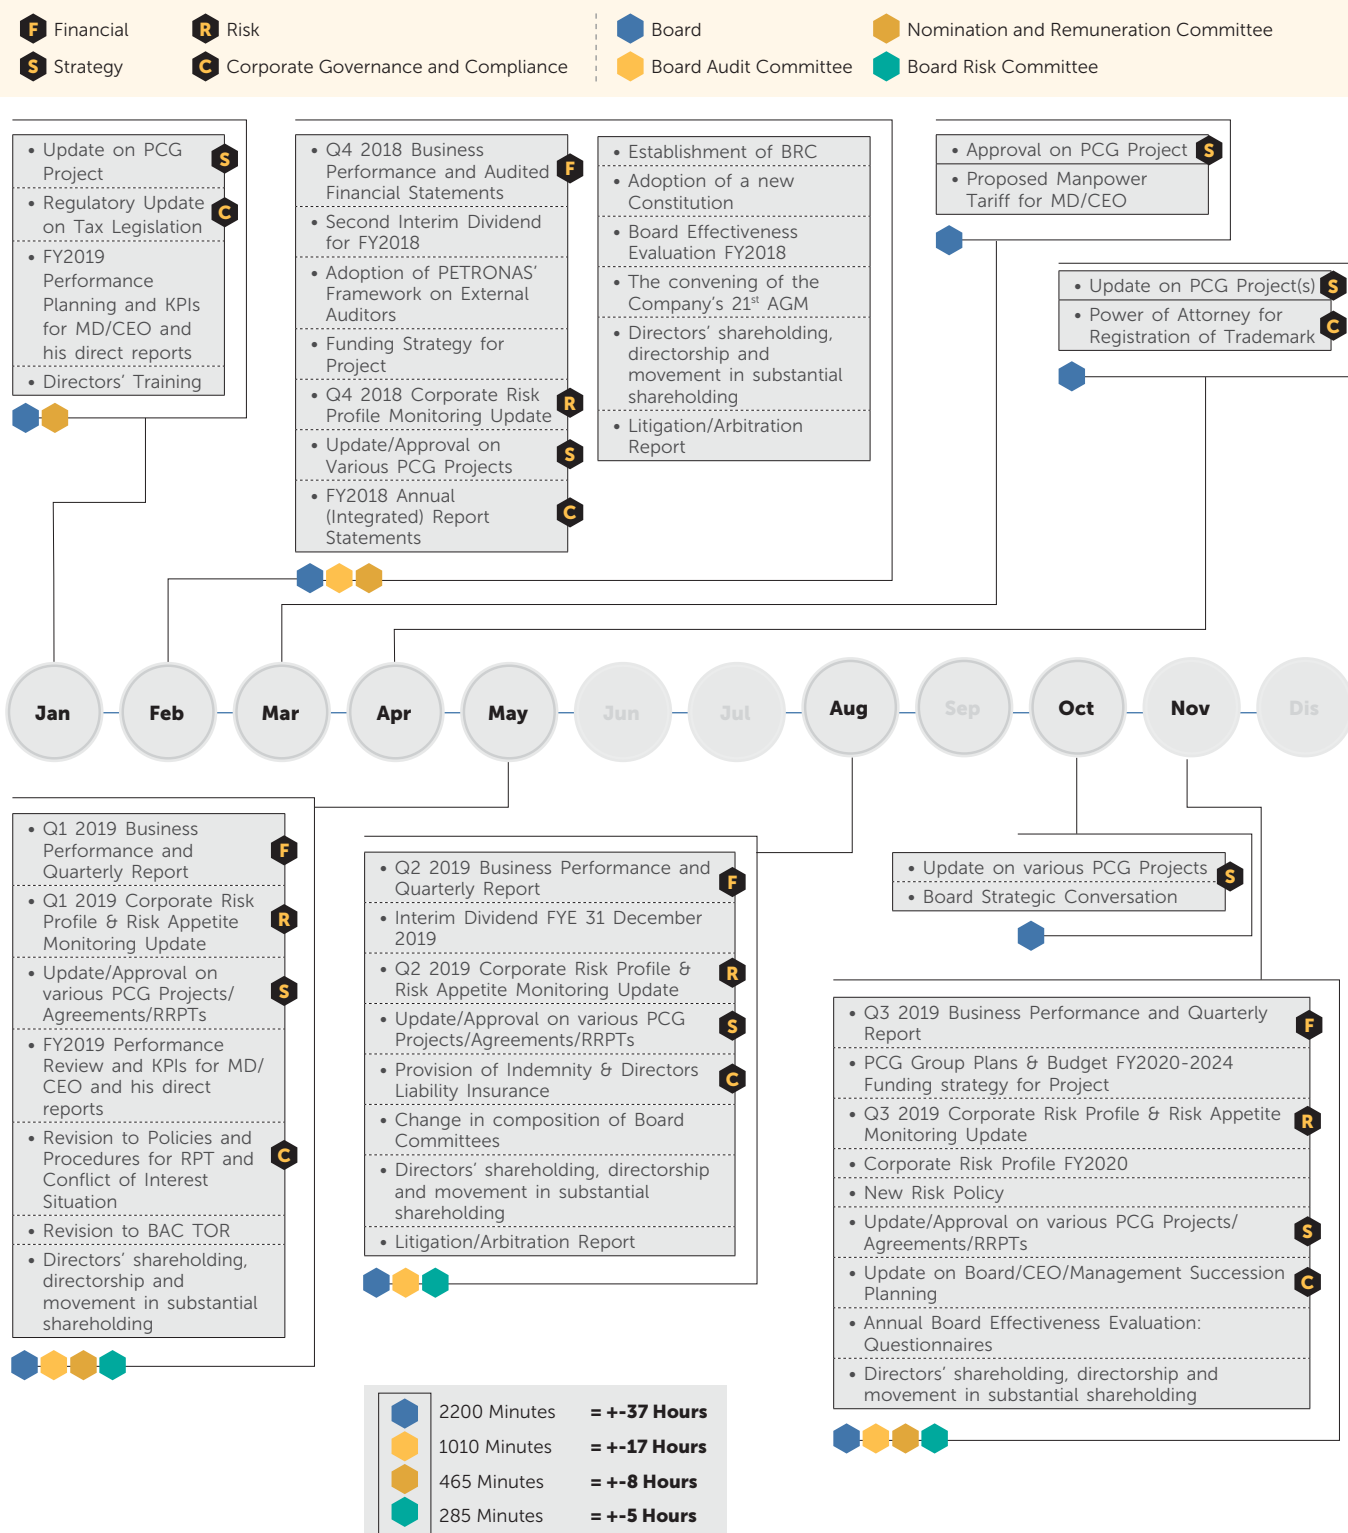 F Financial
R Risk
S Strategy
C Corporate Governance and Compliance
Board
Nomination and Remuneration Committee
Board Audit Committee
Board Risk Committee
• Update on PCG
Project
S
• Regulatory Update
on Tax Legislation
C
• FY2019
Performance
Planning and KPIs
for MD/CEO and
his direct reports
• Directors' Training
• Q4 2018 Business
Performance and Audited
Financial Statements
F
• Second Interim Dividend
for FY2018
• Adoption of PETRONAS'
Framework on External
Auditors
• Funding Strategy for
Project
• Q4 2018 Corporate Risk
Profile Monitoring Update
R
• Update/Approval on
Various PCG Projects
S
• FY2018 Annual
(Integrated) Report
Statements
C
• Establishment of BRC
• Adoption of a new
Constitution
• Board Effectiveness
Evaluation FY2018
• The convening of the
Company's 21st AGM
• Directors' shareholding,
directorship and
movement in substantial
shareholding
• Litigation/Arbitration
Report
• Approval on PCG Project
S
• Proposed Manpower
Tariff for MD/CEO
• Update on PCG Project(s)
S
• Power of Attorney for
Registration of Trademark
C
Jan
Feb
Mar
Apr
May
Jun
Jul
Aug
Sep
Oct
Nov
Dis
• Q1 2019 Business
Performance and
Quarterly Report
F
• Q1 2019 Corporate Risk
Profile & Risk Appetite
Monitoring Update
R
• Update/Approval on
various PCG Projects/
Agreements/RRPTs
S
• FY2019 Performance
Review and KPIs for MD/
CEO and his direct
reports
• Revision to Policies and
Procedures for RPT and
Conflict of Interest
Situation
C
• Revision to BAC TOR
• Directors' shareholding,
directorship and
movement in substantial
shareholding
• Q2 2019 Business Performance and
Quarterly Report
F
• Interim Dividend FYE 31 December
2019
• Q2 2019 Corporate Risk Profile &
Risk Appetite Monitoring Update
R
• Update/Approval on various PCG
Projects/Agreements/RRPTs
S
• Provision of Indemnity & Directors
Liability Insurance
C
• Change in composition of Board
Committees
• Directors' shareholding, directorship
and movement in substantial
shareholding
• Litigation/Arbitration Report
• Update on various PCG Projects
S
• Board Strategic Conversation
• Q3 2019 Business Performance and Quarterly
Report
F
• PCG Group Plans & Budget FY2020-2024
Funding strategy for Project
• Q3 2019 Corporate Risk Profile & Risk Appetite
Monitoring Update
R
• Corporate Risk Profile FY2020
• New Risk Policy
• Update/Approval on various PCG Projects/
Agreements/RRPTs
S
• Update on Board/CEO/Management Succession
Planning
C
• Annual Board Effectiveness Evaluation:
Questionnaires
• Directors' shareholding, directorship and
movement in substantial shareholding
2200 Minutes = +-37 Hours
1010 Minutes = +-17 Hours
465 Minutes = +-8 Hours
285 Minutes = +-5 Hours